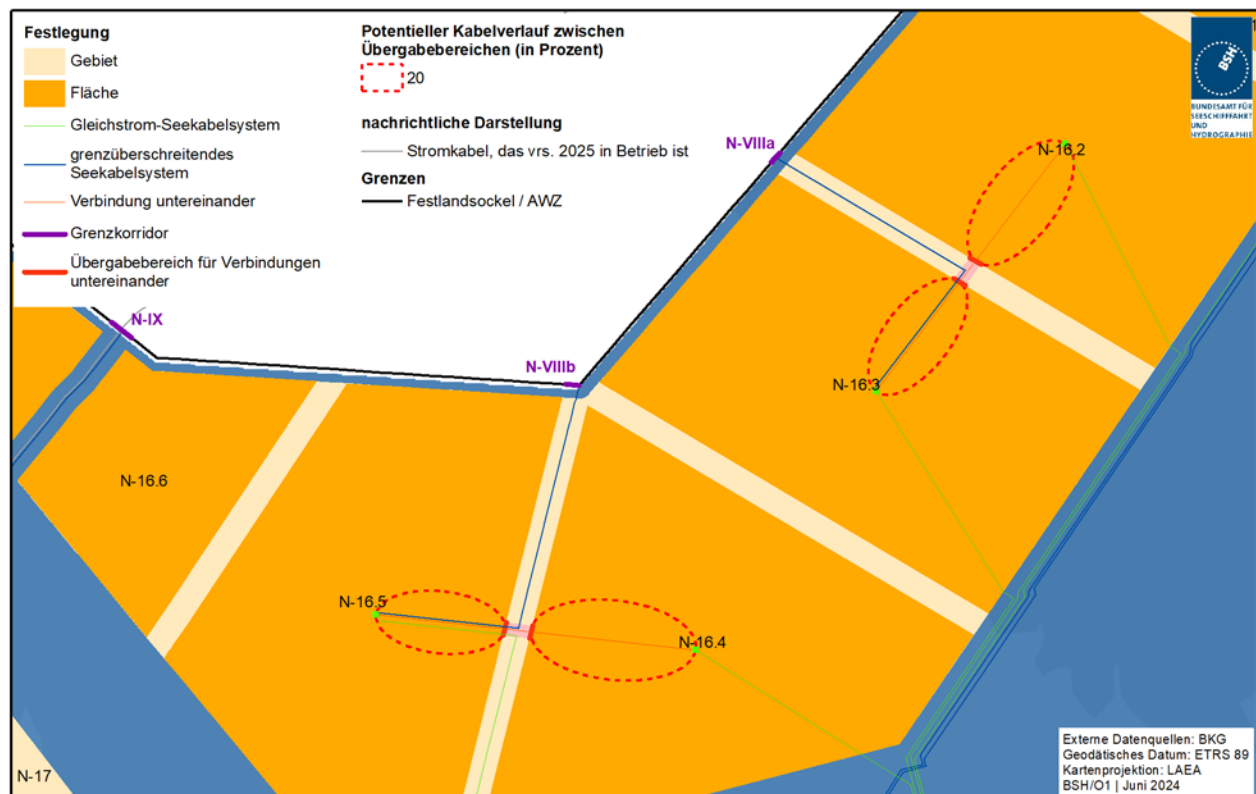 Festlegung
Gebiet
Fläche
Gleichstrom-Seekabelsystem
grenzüberschreitendes
Seekabelsystem
Verbindung untereinander
Grenzkorridor
Übergabebereich für Verbindungen
untereinander
Potentieller Kabelverlauf zwischen
Übergabebereichen (in Prozent)
20
nachrichtliche Darstellung
Stromkabel, das vrs. 2025 in Betrieb ist
Grenzen
Festlandsockel / AWZ
BSH
BUNDESAMT FÜR
SEESCHIFFFAHRT
UND
HYDROGRAPHIE
N-VIIIa
N-16.2
N-IX
N-VIIIb
N-16.3
N-16.6
N-16.5
N-16.4
N-17
Externe Datenquellen: BKG
Geodätisches Datum: ETRS 89
Kartenprojektion: LAEA
BSH/O1 | Juni 2024